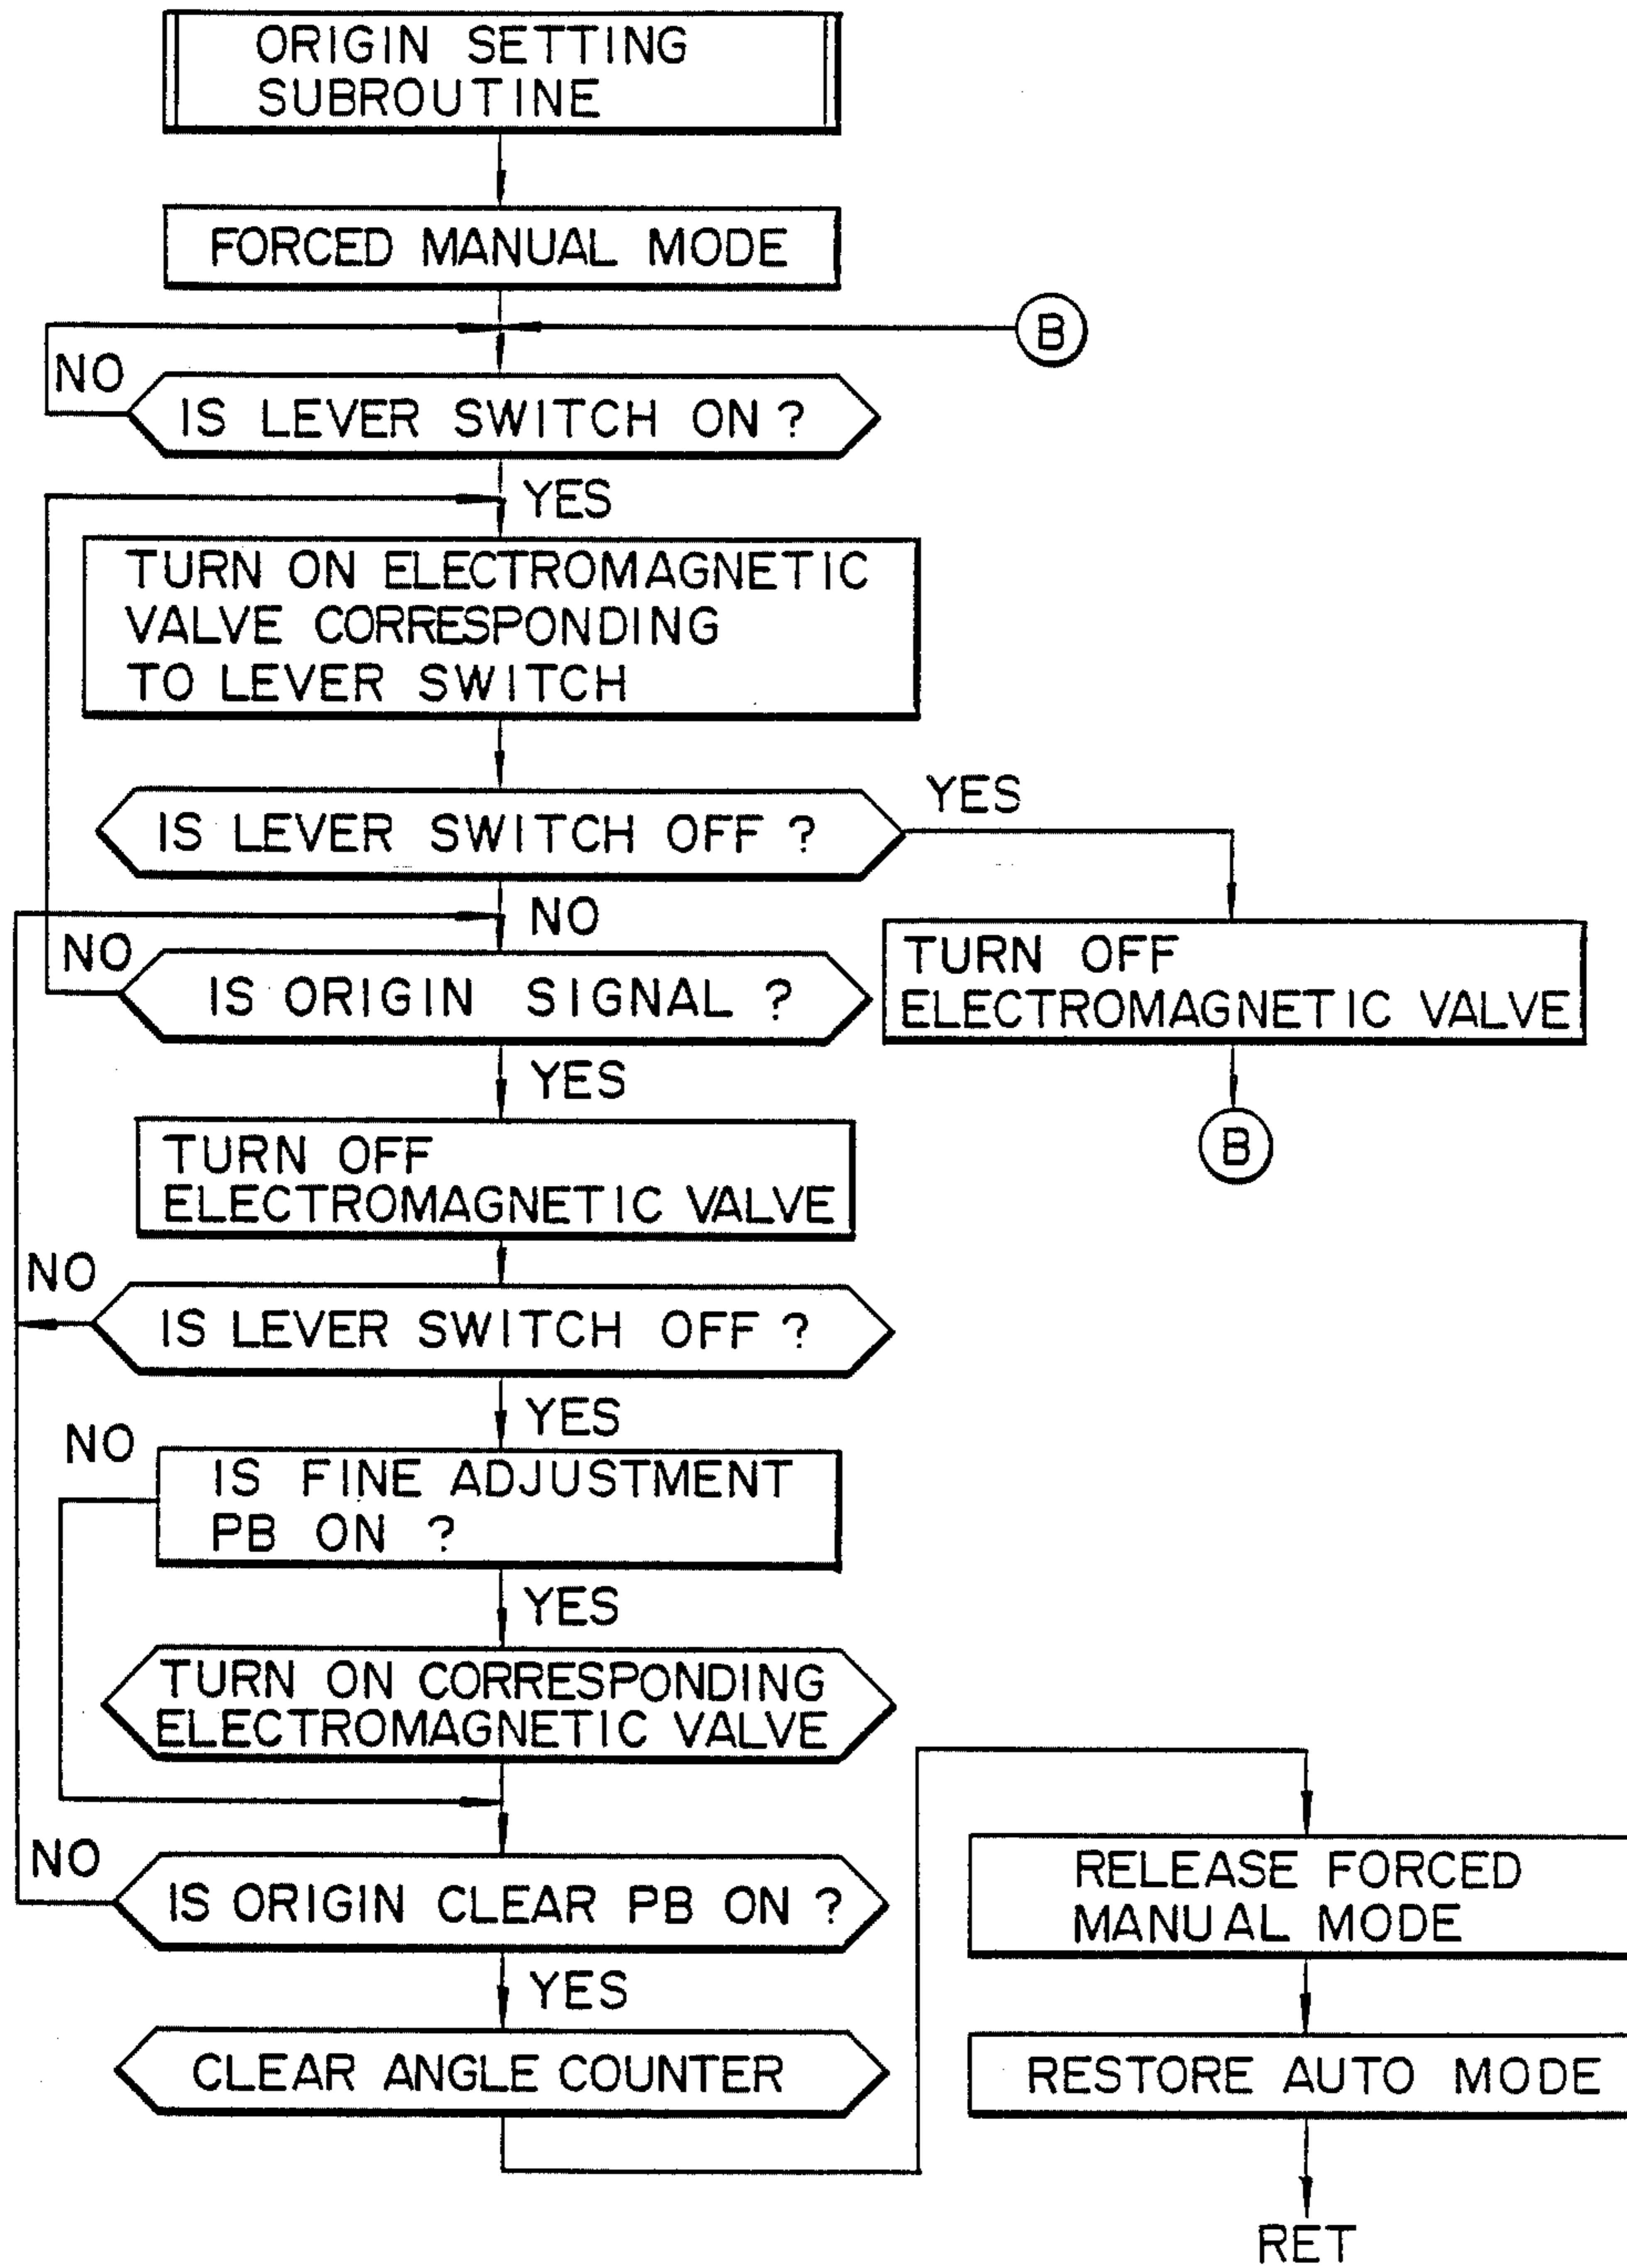 ORIGIN SETTING
SUBROUTINE
FORCED MANUAL MODE
B
NO
IS LEVER SWITCH ON ?
YES
TURN ON ELECTROMAGNETIC
VALVE CORRESPONDING
TO LEVER SWITCH
YES
IS LEVER SWITCH OFF ?
NO
NO
IS ORIGIN SIGNAL ?
TURN OFF
ELECTROMAGNETIC VALVE
YES
B
TURN OFF
ELECTROMAGNETIC VALVE
NO
IS LEVER SWITCH OFF ?
YES
NO
IS FINE ADJUSTMENT
PB ON ?
YES
TURN ON CORRESPONDING
ELECTROMAGNETIC VALVE
NO
IS ORIGIN CLEAR PB ON ?
YES
CLEAR ANGLE COUNTER
RELEASE FORCED
MANUAL MODE
RESTORE AUTO MODE
RET